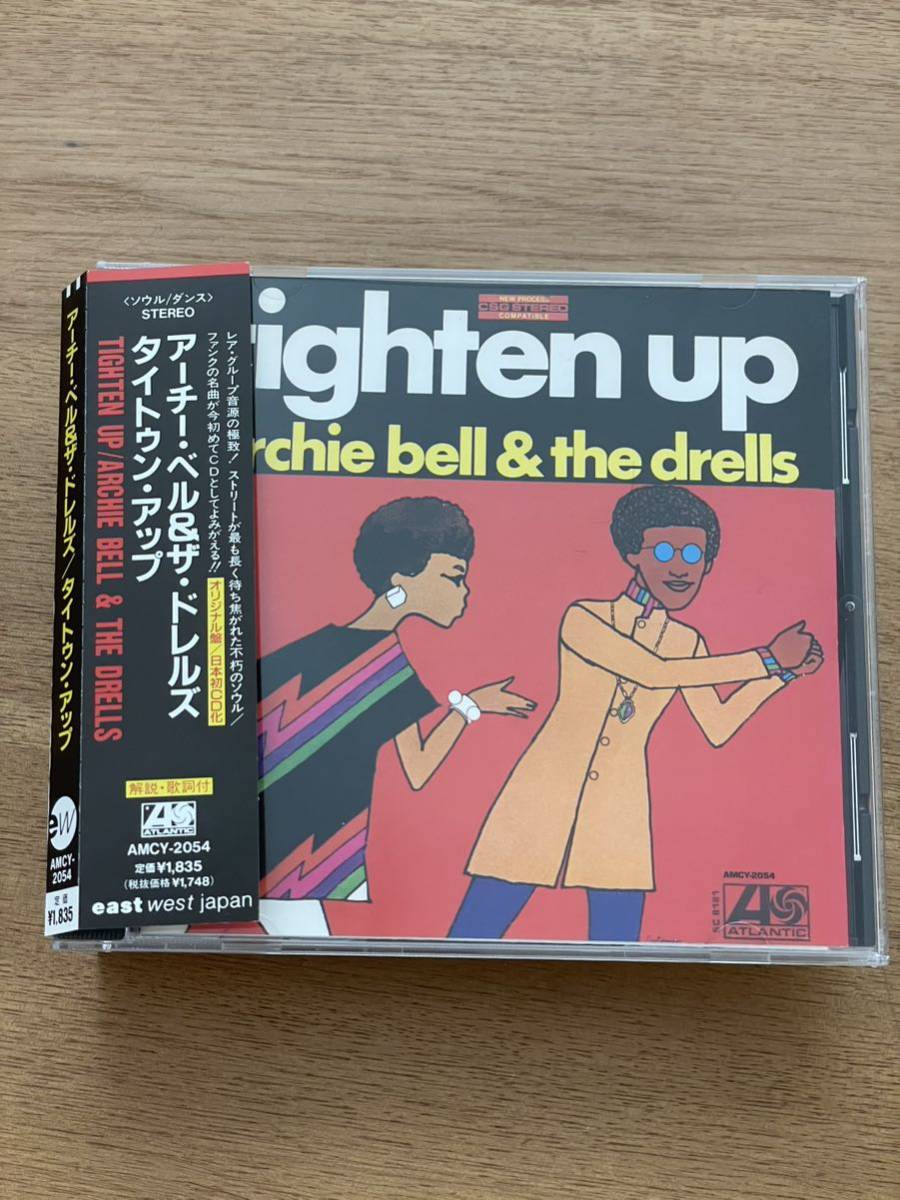 アーチー・ベル&ザ・ドレルズ/タイトゥン・アップ
eW
AMCY-
2054
定価
¥1,835
〈ソウル/ダンス〉
STEREO
レア・グループ音源の極致! ストリートが最も長く待ち焦がれた不朽のソウル/
ファンクの名曲が今初めてCDとしてよみがえる!!
オリジナル盤/日本初CD化
アーチー・ベル&ザ・ドレルズ
タイトゥン・アップ
TIGHTEN UP/ARCHIE BELL & THE DRELLS
解説・歌詞付
ATLANTIC
AMCY-2054
定価¥1,835
(税抜価格¥1,748)
east west japan
NEW PROCESS
CSG STEREO
COMPATIBLE
tighten up
rchie bell & the drells
AMCY-2054
SC 8181
ATLANTIC